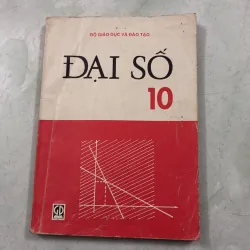 BỘ GIÁO DỤC VÀ ĐÀO TẠO
ĐẠI SỐ
10